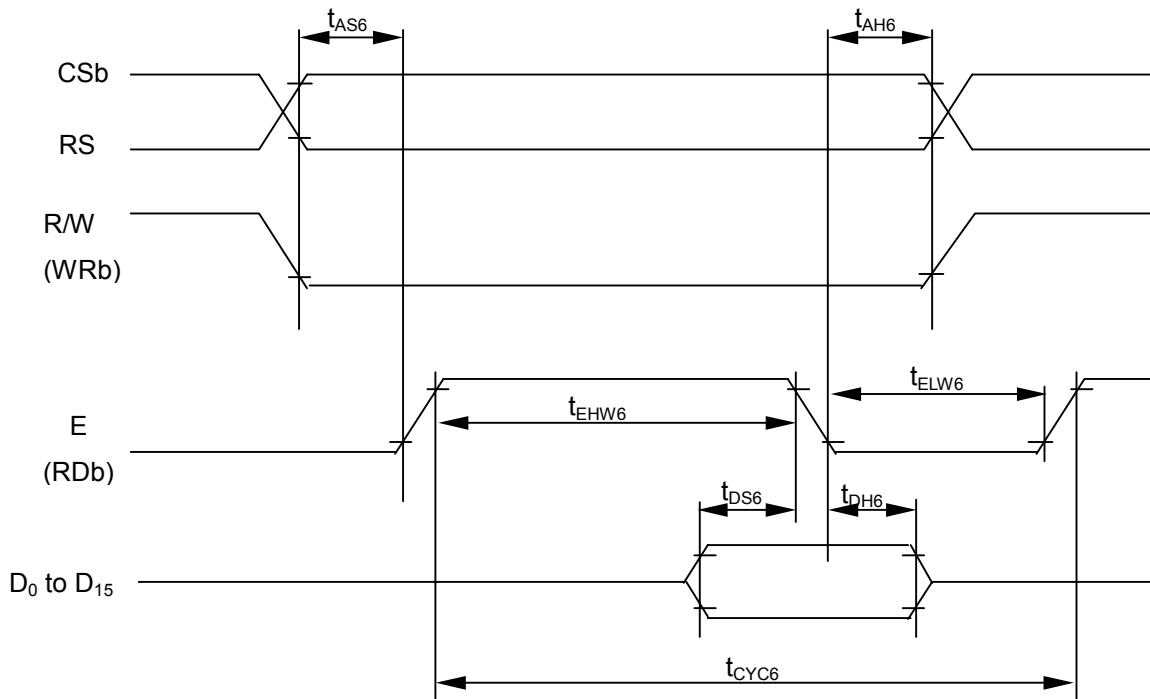 tAS6
tAH6
CSb
RS
R/W
(WRb)
tELW6
tEHW6
E
(RDb)
tDS6
tDH6
D0 to D15
tCYC6